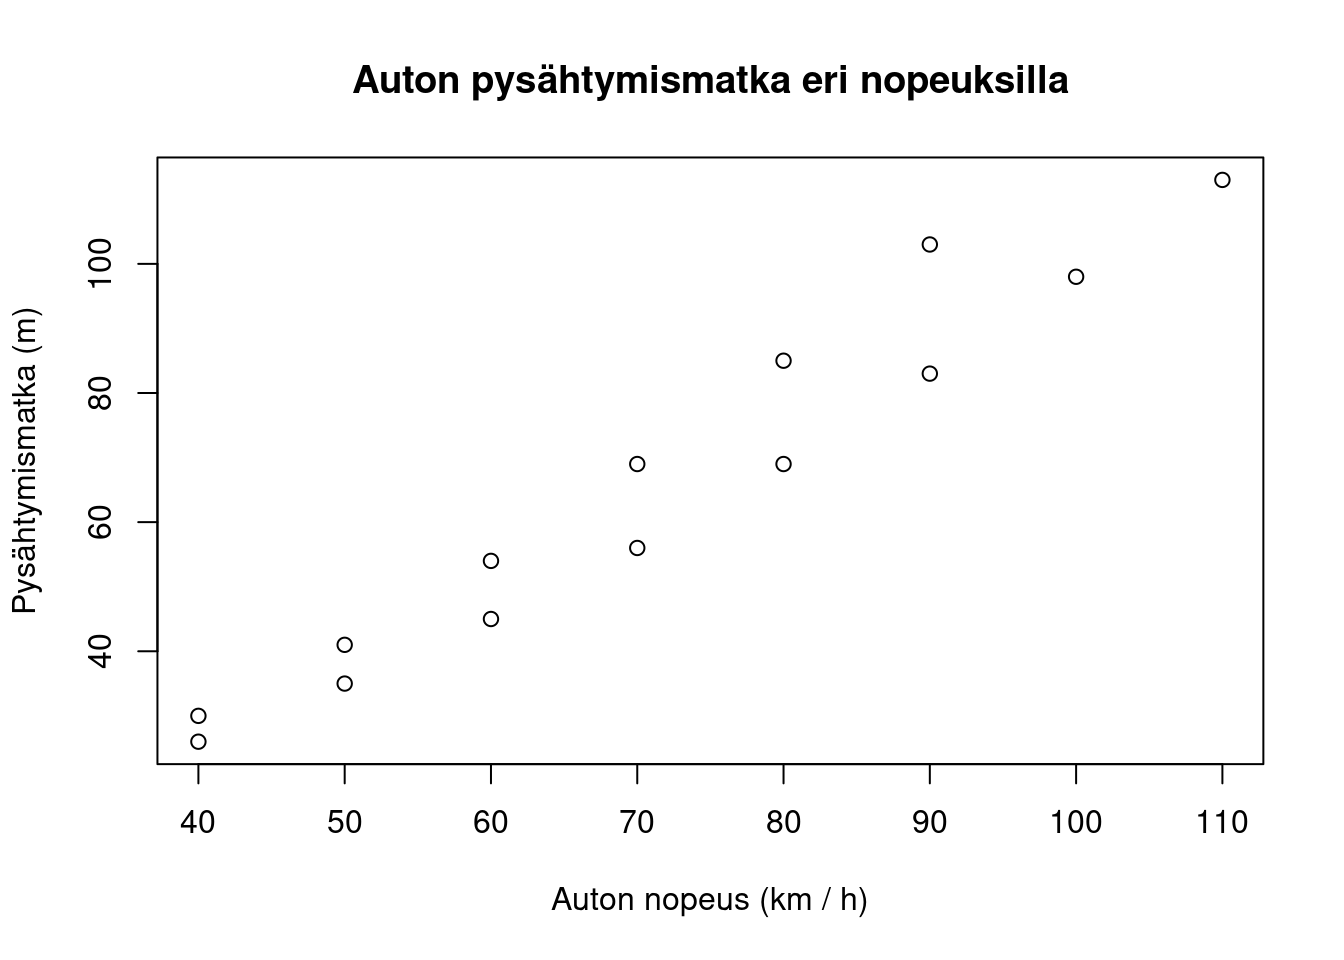 Auton pysähtymismatka eri nopeuksilla
Pysähtymismatka (m)
100
80
60
40
40 50 60 70 80 90 100 110
Auton nopeus (km / h)